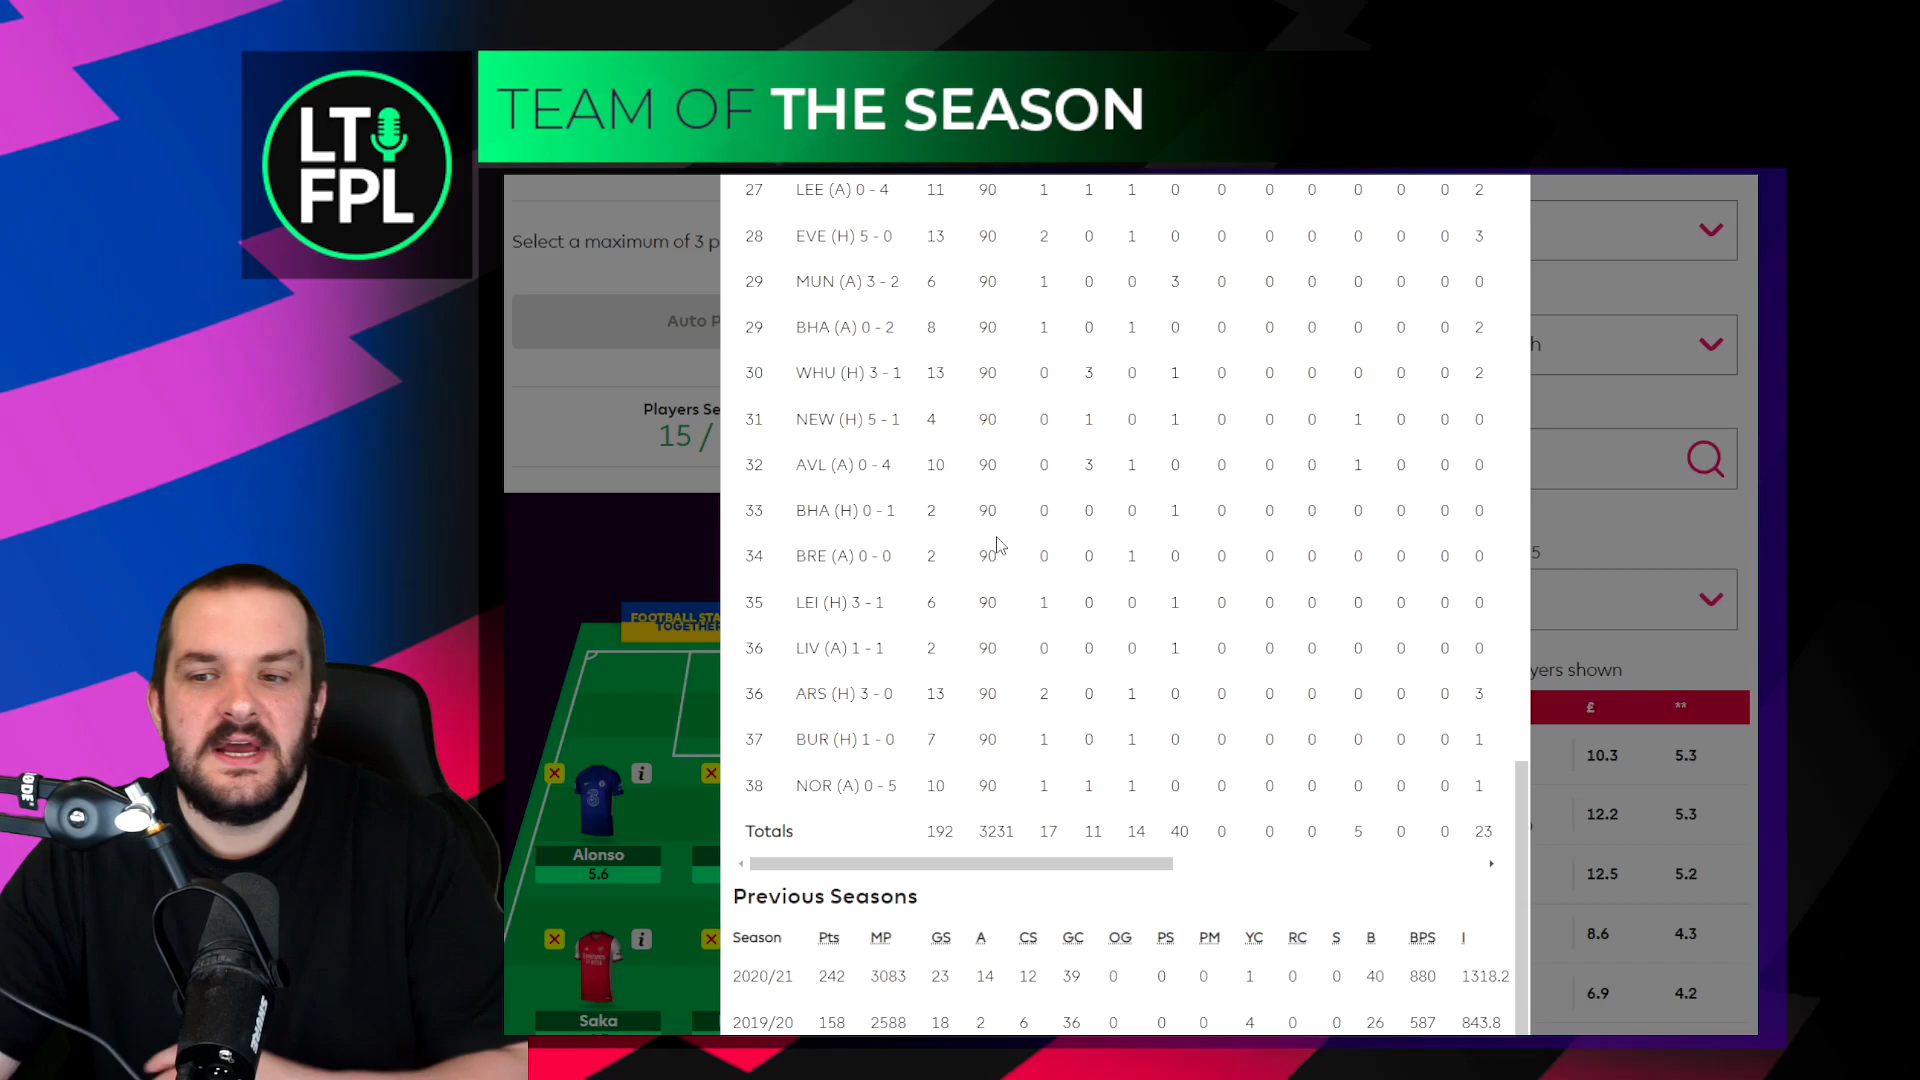 LT
FPL
TEAM OF THE SEASON
Select a maximum of 3 p
Auto P
Players Se
15 /
27 LEE (A) 0 - 4 11 90 1 1 1 0 0 0 0 0 0 0 2
28 EVE (H) 5 - 0 13 90 2 0 1 0 0 0 0 0 0 0 3
29 MUN (A) 3 - 2 6 90 1 0 0 3 0 0 0 0 0 0 0
29 BHA (A) 0 - 2 8 90 1 0 1 0 0 0 0 0 0 0 2
30 WHU (H) 3 - 1 13 90 0 3 0 1 0 0 0 0 0 0 2
31 NEW (H) 5 - 1 4 90 0 1 0 1 0 0 0 1 0 0 0
32 AVL (A) 0 - 4 10 90 0 3 1 0 0 0 0 1 0 0 0
33 BHA (H) 0 - 1 2 90 0 0 0 1 0 0 0 0 0 0 0
34 BRE (A) 0 - 0 2 90 0 0 1 0 0 0 0 0 0 0 0
35 LEI (H) 3 - 1 6 90 1 0 0 1 0 0 0 0 0 0 0
36 LIV (A) 1 - 1 2 90 0 0 0 1 0 0 0 0 0 0 0
36 ARS (H) 3 - 0 13 90 2 0 1 0 0 0 0 0 0 0 3
37 BUR (H) 1 - 0 7 90 1 0 1 0 0 0 0 0 0 0 1
38 NOR (A) 0 - 5 10 90 1 1 1 0 0 0 0 0 0 0 1
Totals 192 3231 17 11 14 40 0 0 0 5 0 0 23
Previous Seasons
Season Pts MP GS A CS GC OG PS PM YC RC S B BPS I
2020/21 242 3083 23 14 12 39 0 0 0 1 0 0 40 880 1318.2
2019/20 158 2588 18 2 6 36 0 0 0 4 0 0 26 587 843.8
h
5
yers shown
£ **
10.3 5.3
12.2 5.3
12.5 5.2
8.6 4.3
6.9 4.2
FOOTBALL STA
TOGETHER
Alonso
5.6
Saka
SHURE